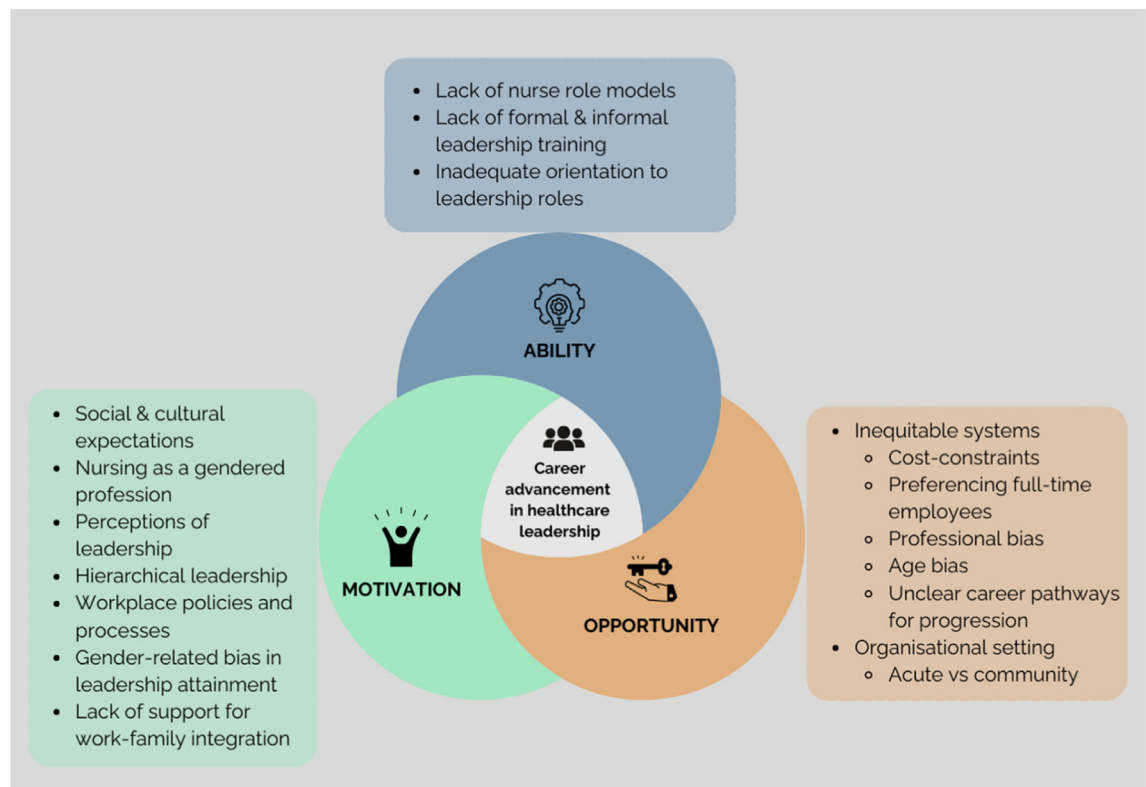 • Lack of nurse role models
• Lack of formal & informal
leadership training
• Inadequate orientation to
leadership roles
ABILITY
• Social & cultural
expectations
• Nursing as a gendered
profession
• Perceptions of
leadership
• Hierarchical leadership
• Workplace policies and
processes
• Gender-related bias in
leadership attainment
• Lack of support for
work-family integration
MOTIVATION
Career
advancement
in healthcare
leadership
OPPORTUNITY
• Inequitable systems
○ Cost-constraints
○ Preferencing full-time
employees
○ Professional bias
○ Age bias
○ Unclear career pathways
for progression
• Organisational setting
○ Acute vs community